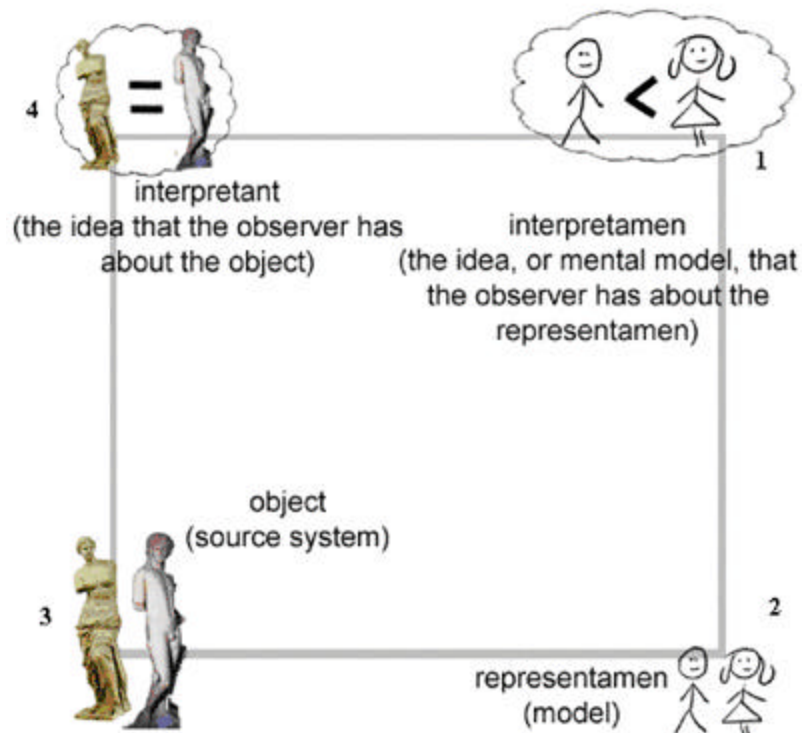 4
=
<
1
interpretant
(the idea that the observer has
about the object)
interpretamen
(the idea, or mental model, that
the observer has about the
representamen)
object
(source system)
3
2
representamen
(model)